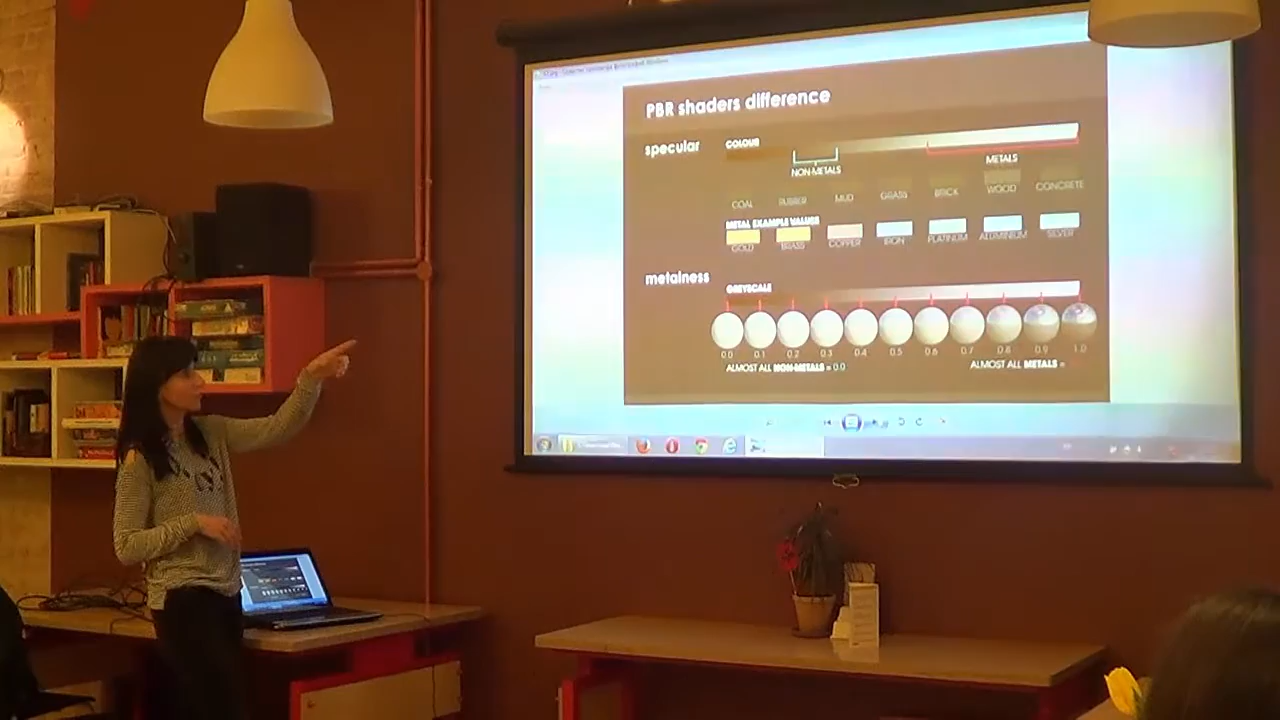 PBR shaders difference
specular
COLOUR
NON-METALS
METALS
COAL RUBBER MUD GRASS BRICK WOOD CONCRETE
METAL EXAMPLE VALUES
GOLD BRASS COPPER IRON PLATINUM ALUMINIUM SILVER
metalness
GREYSCALE
0.0 0.1 0.2 0.3 0.4 0.5 0.6 0.7 0.8 0.9 1.0
ALMOST ALL NON-METALS = 0.0
ALMOST ALL METALS =